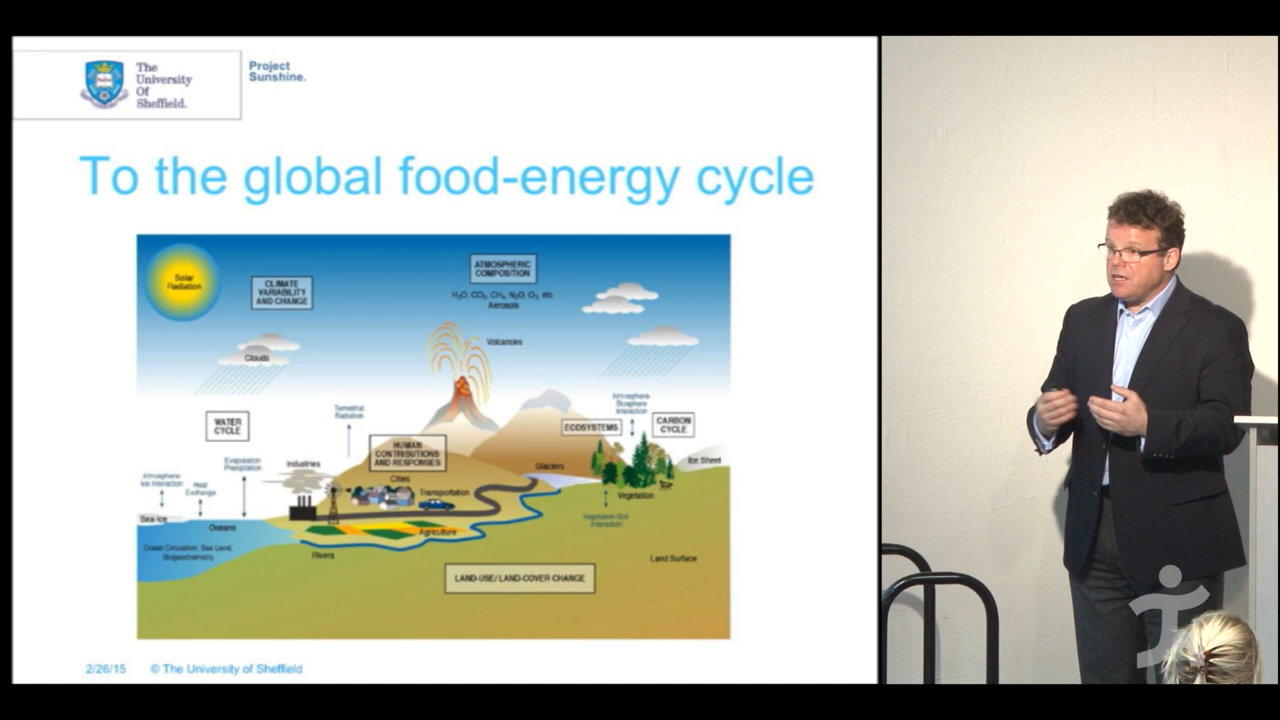 The
University
Of
Sheffield.
Project
Sunshine.
To the global food-energy cycle
Solar
Radiation
CLIMATE
VARIABILITY
AND CHANGE
ATMOSPHERIC
COMPOSITION
H₂O, CO₂, CH₄, N₂O, O₃, etc
Aerosols
Clouds
Volcanoes
Atmosphere-
Biosphere
Interaction
Terrestrial
Radiation
WATER
CYCLE
ECOSYSTEMS
CARBON
CYCLE
HUMAN
CONTRIBUTIONS
AND RESPONSES
Evaporation
Precipitation
Industries
Glaciers
Ice Sheet
Atmosphere-
Ice Interaction
Heat
Exchange
Cities
Transportation
Vegetation
Sea-Ice
Oceans
Agriculture
Vegetation-Soil
Interaction
Ocean Circulation, Sea Level,
Biogeochemistry
Rivers
Land Surface
LAND-USE/ LAND-COVER CHANGE
2/26/15
© The University of Sheffield